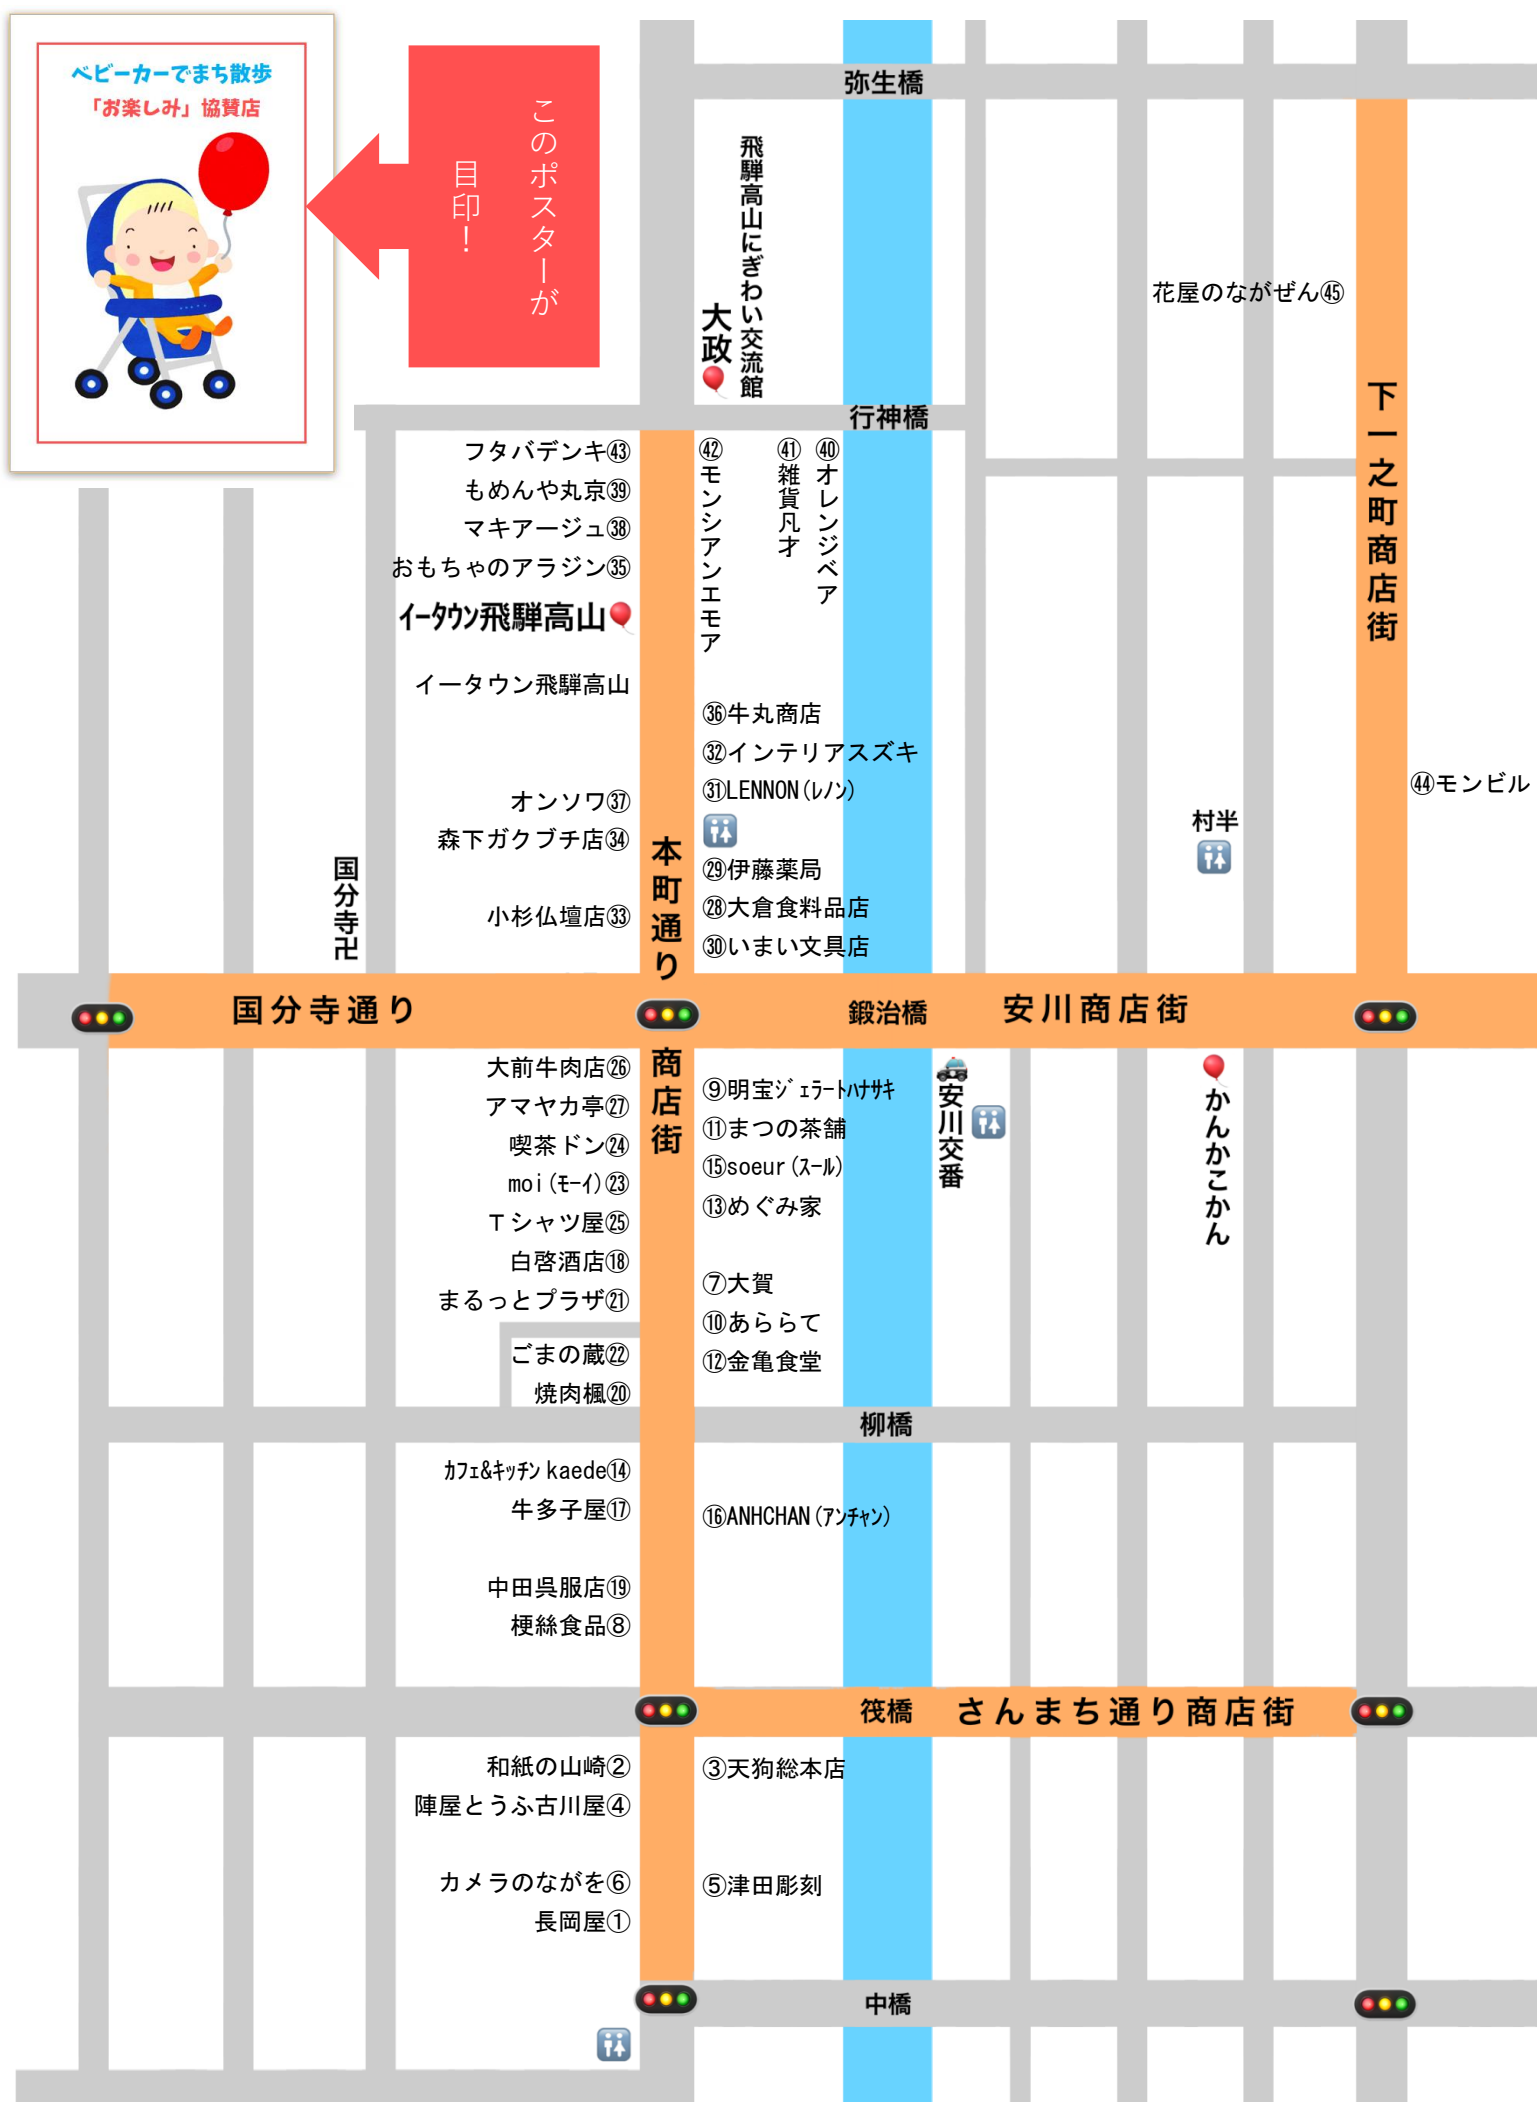 ベビーカーでまち散歩
「お楽しみ」協賛店
このポスターが
目印！
弥生橋
飛騨高山にぎわい交流館
大政
花屋のながぜん㊺
行神橋
下一之町商店街
フタバデンキ㊸
もめんや丸京㊴
マキアージュ㊳
おもちゃのアラジン㉟
イータウン飛騨高山
イータウン飛騨高山
オンソワ㊲
森下ガクブチ店㉞
小杉仏壇店㉝
㊷モンシアンエモア
㊶雑貨凡才
㊵オレンジベア
㊱牛丸商店
㉜インテリアスズキ
㉛LENNON(レノン)
㉙伊藤薬局
㉘大倉食料品店
㉚いまい文具店
㊹モンビル
村半
国分寺卍
本町通り
商店街
国分寺通り
鍛治橋
安川商店街
大前牛肉店㉖
アマヤカ亭㉗
喫茶ドン㉔
moi(モーイ)㉓
Ｔシャツ屋㉕
白啓酒店⑱
まるっとプラザ㉑
ごまの蔵㉒
焼肉楓⑳
⑨明宝ジェラートハナサキ
⑪まつの茶舗
⑮soeur(スール)
⑬めぐみ家
⑦大賀
⑩あららて
⑫金亀食堂
安川交番
かんかこかん
柳橋
カフェ&キッチン kaede⑭
牛多子屋⑰
中田呉服店⑲
梗絲食品⑧
⑯ANHCHAN(アンチャン)
筏橋
さんまち通り商店街
和紙の山崎②
陣屋とうふ古川屋④
カメラのながを⑥
長岡屋①
③天狗総本店
⑤津田彫刻
中橋